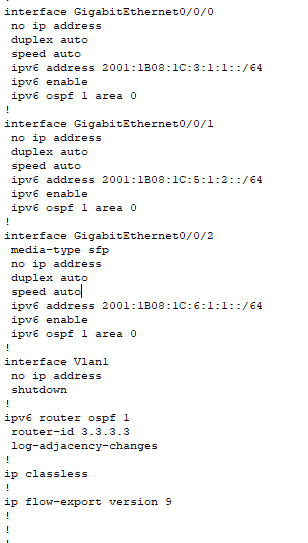 interface GigabitEthernet0/0/0
no ip address
duplex auto
speed auto
ipv6 address 2001:1B08:1C:3:1:1::/64
ipv6 enable
ipv6 ospf 1 area 0
!
interface GigabitEthernet0/0/1
no ip address
duplex auto
speed auto
ipv6 address 2001:1B08:1C:5:1:2::/64
ipv6 enable
ipv6 ospf 1 area 0
!
interface GigabitEthernet0/0/2
media-type sfp
no ip address
duplex auto
speed auto
ipv6 address 2001:1B08:1C:6:1:1::/64
ipv6 enable
ipv6 ospf 1 area 0
!
interface Vlan1
no ip address
shutdown
!
ipv6 router ospf 1
router-id 3.3.3.3
log-adjacency-changes
!
ip classless
!
ip flow-export version 9
!
!
!